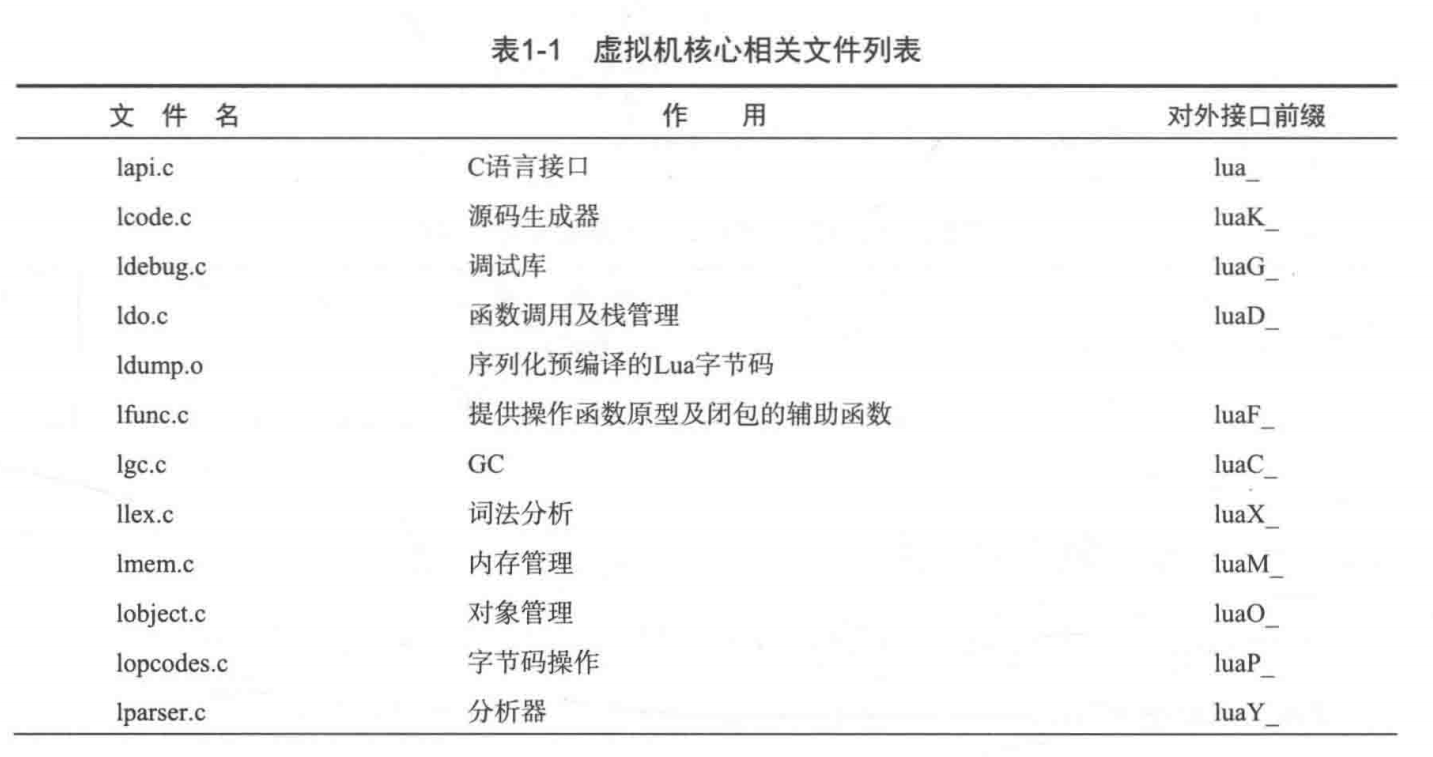 表1-1 虚拟机核心相关文件列表
文 件 名 作 用 对外接口前缀
lapi.c C语言接口 lua_
lcode.c 源码生成器 luaK_
ldebug.c 调试库 luaG_
ldo.c 函数调用及栈管理 luaD_
ldump.o 序列化预编译的Lua字节码
lfunc.c 提供操作函数原型及闭包的辅助函数 luaF_
lgc.c GC luaC_
llex.c 词法分析 luaX_
lmem.c 内存管理 luaM_
lobject.c 对象管理 luaO_
lopcodes.c 字节码操作 luaP_
lparser.c 分析器 luaY_